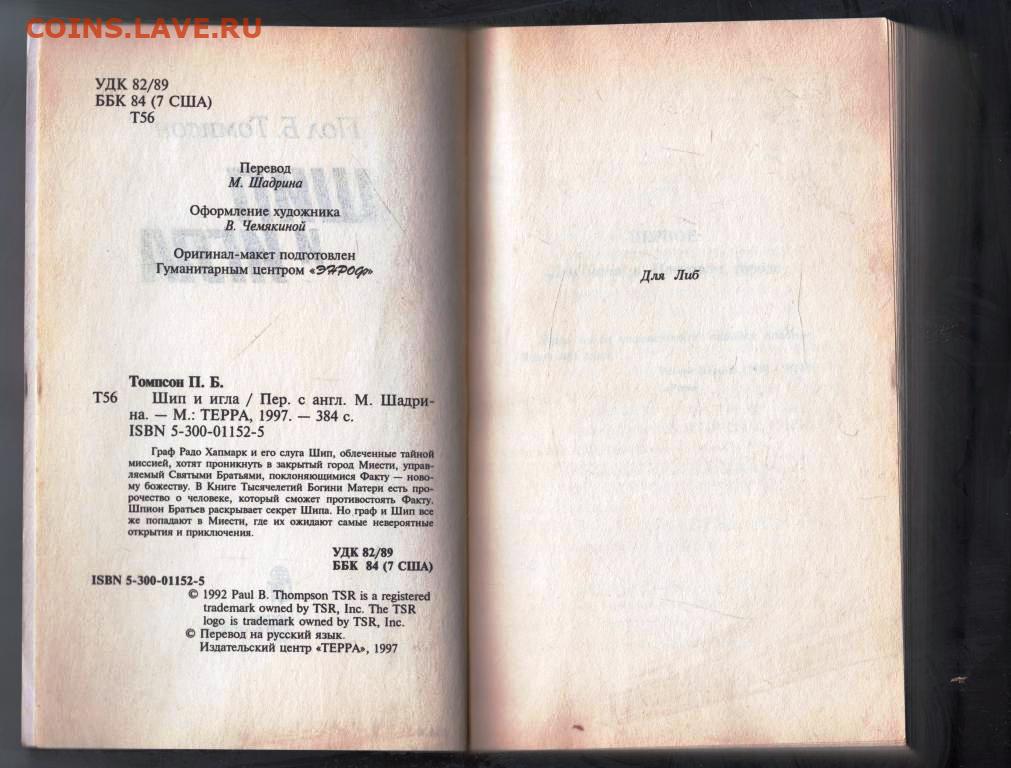 COINS.LAVE.RU
УДК 82/89
ББК 84 (7 США)
Т56
Перевод
М. Шадрина
Оформление художника
В. Чемякиной
Оригинал-макет подготовлен
Гуманитарным центром «ЭНРОФ»
Томпсон П. Б.
Т56 Шип и игла / Пер. с англ. М. Шадри-
на. — М.: ТЕРРА, 1997. — 384 с.
ISBN 5-300-01152-5
Граф Радо Хапмарк и его слуга Шип, облеченные тайной
миссией, хотят проникнуть в закрытый город Миести, управ-
ляемый Святыми Братьями, поклоняющимися Факту — ново-
му божеству. В Книге Тысячелетий Богини Матери есть про-
рочество о человеке, который сможет противостоять Факту.
Шпион Братьев раскрывает секрет Шипа. Но граф и Шип все
же попадают в Миести, где их ожидают самые невероятные
открытия и приключения.
УДК 82/89
ББК 84 (7 США)
ISBN 5-300-01152-5
© 1992 Paul B. Thompson TSR is a registered
trademark owned by TSR, Inc. The TSR
logo is trademark owned by TSR, Inc.
© Перевод на русский язык.
Издательский центр «ТЕРРА», 1997
Для Либ